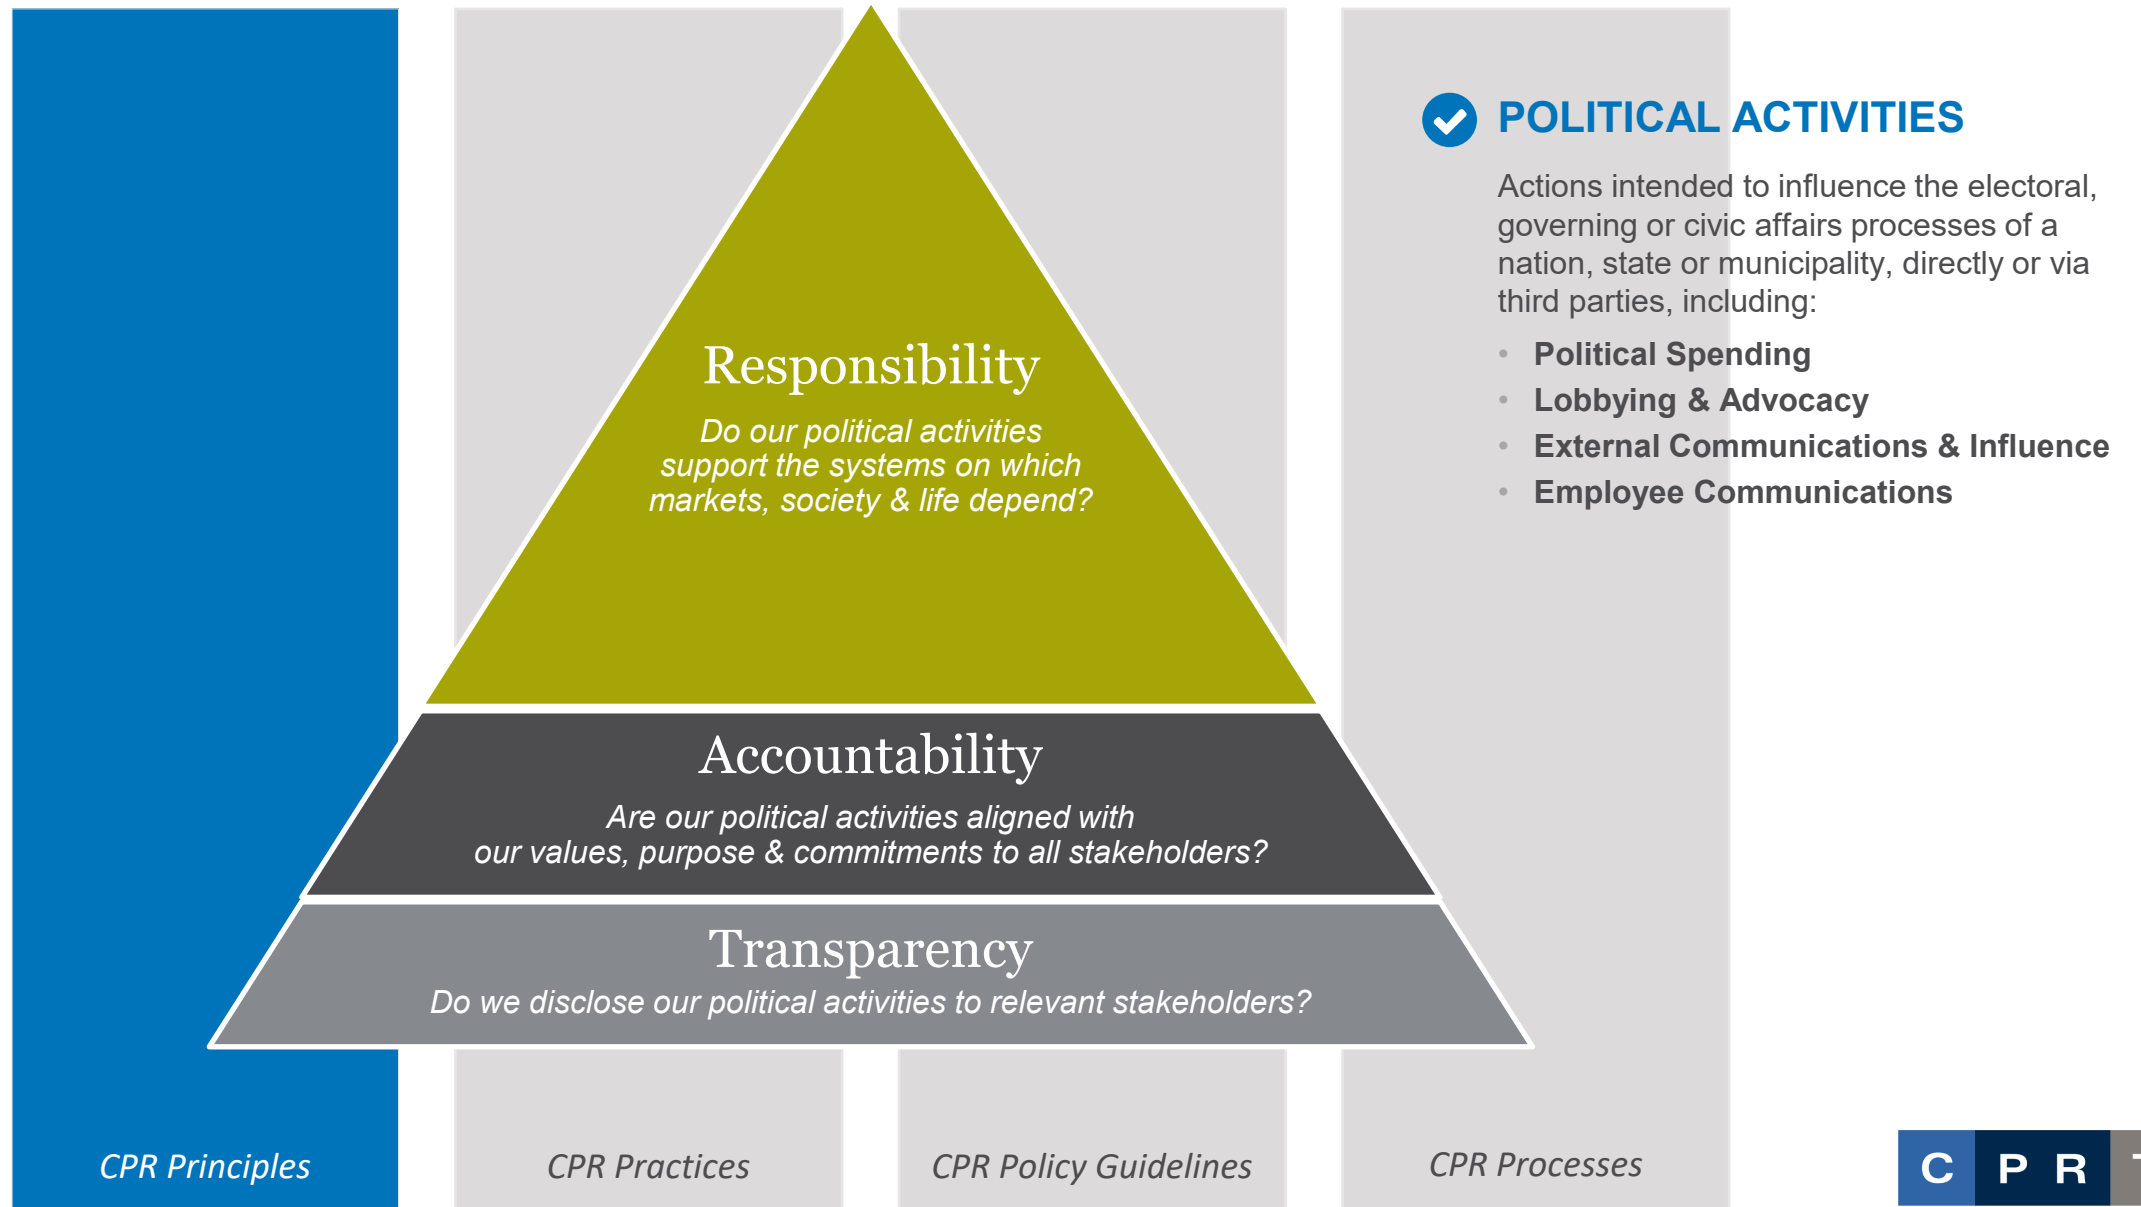 Responsibility
Do our political activities
support the systems on which
markets, society & life depend?
Accountability
Are our political activities aligned with
our values, purpose & commitments to all stakeholders?
Transparency
Do we disclose our political activities to relevant stakeholders?
POLITICAL ACTIVITIES
Actions intended to influence the electoral,
governing or civic affairs processes of a
nation, state or municipality, directly or via
third parties, including:
• Political Spending
• Lobbying & Advocacy
• External Communications & Influence
• Employee Communications
CPR Principles
CPR Practices
CPR Policy Guidelines
CPR Processes
C P R